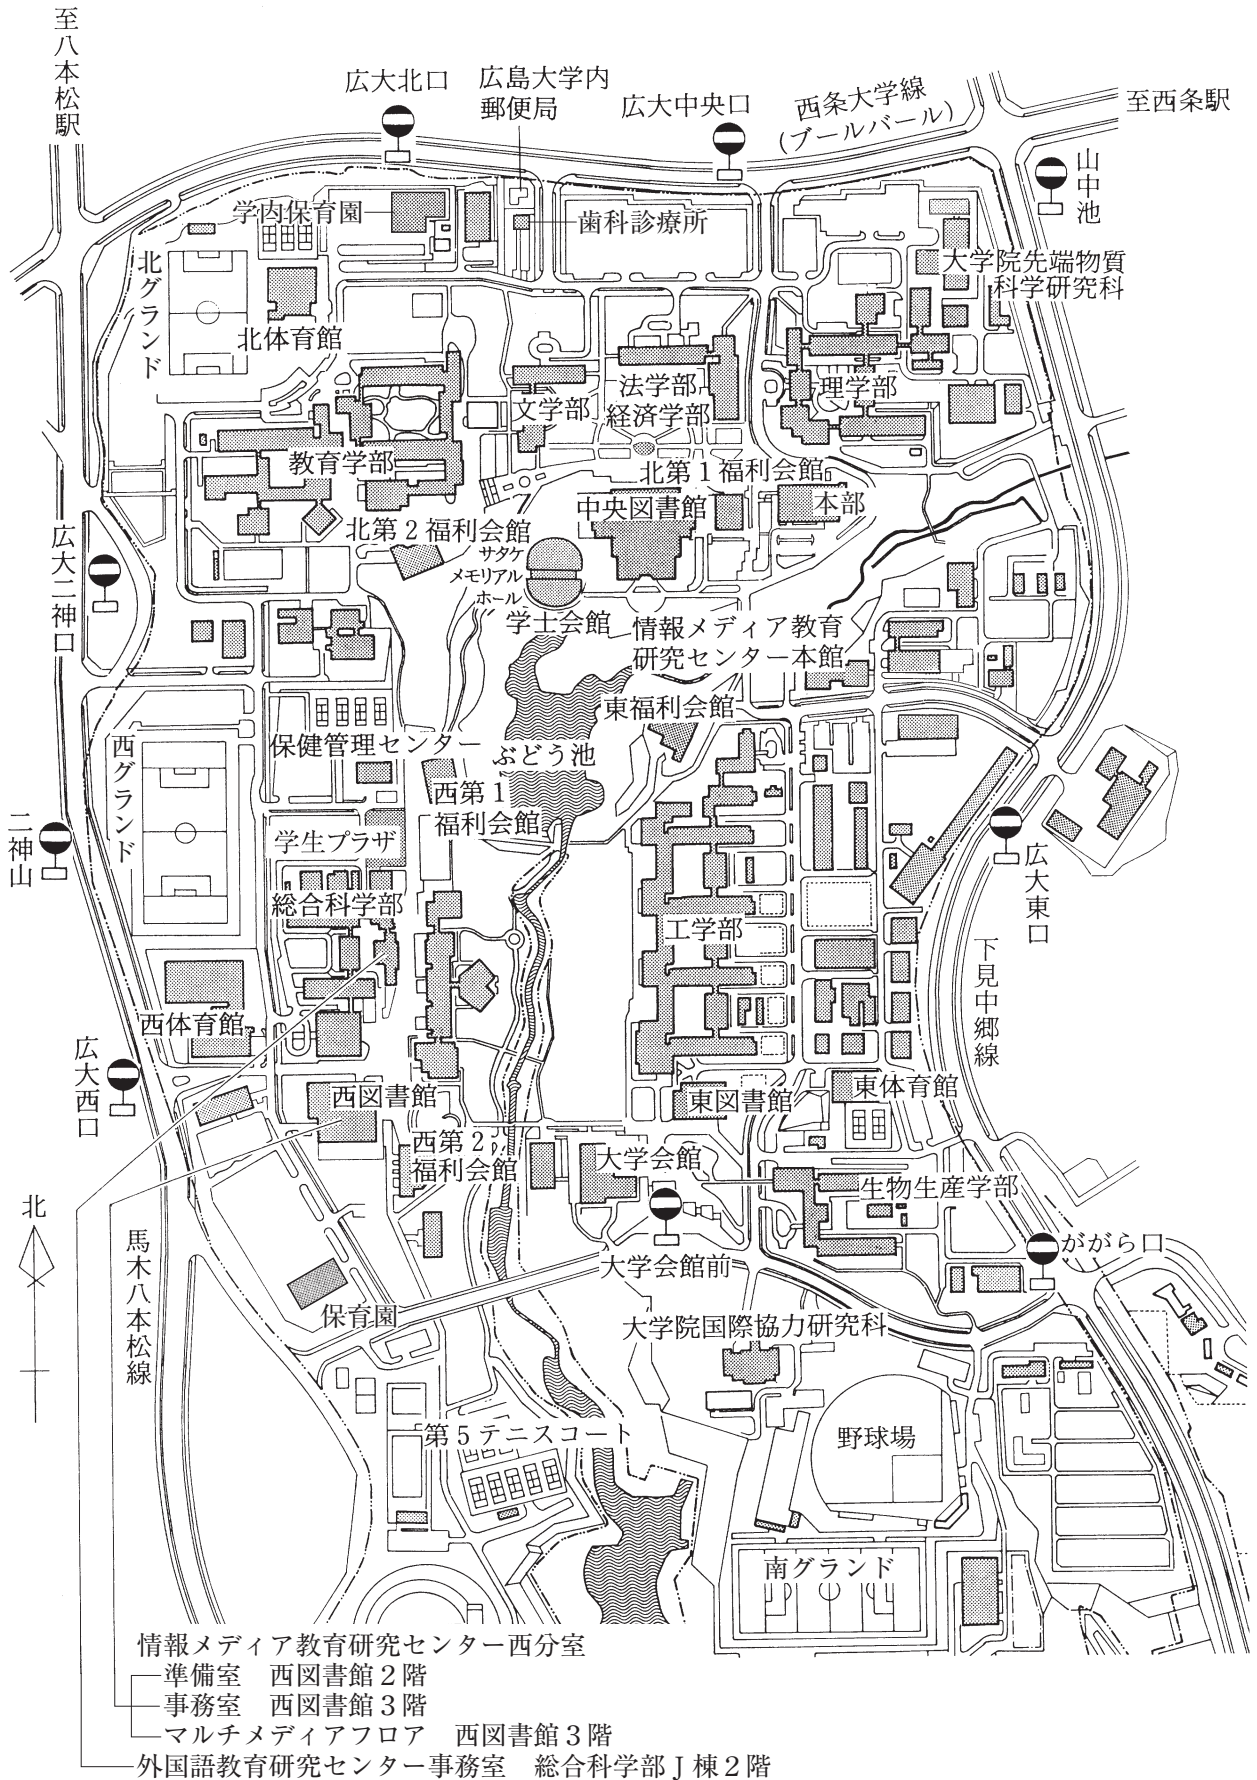 至八本松駅
広大北口
広島大学内
郵便局
広大中央口
西条大学線
(ブールバール)
至西条駅
山中池
学内保育園
歯科診療所
北グランド
大学院先端物質
科学研究科
北体育館
法学部
経済学部
理学部
文学部
教育学部
北第1福利会館
中央図書館
本部
北第2福利会館
サタケ
メモリアル
ホール
広大二神口
学士会館
情報メディア教育
研究センター本館
東福利会館
西グランド
保健管理センター
ぶどう池
西第1
福利会館
二神山
学生プラザ
広大東口
総合科学部
工学部
下見中郷線
西体育館
広大西口
西図書館
東図書館
東体育館
西第2
福利会館
大学会館
生物生産学部
北
馬木八本松線
大学会館前
ががら口
保育園
大学院国際協力研究科
第5テニスコート
野球場
南グランド
情報メディア教育研究センター西分室
準備室 西図書館2階
事務室 西図書館3階
マルチメディアフロア 西図書館3階
外国語教育研究センター事務室 総合科学部J棟2階